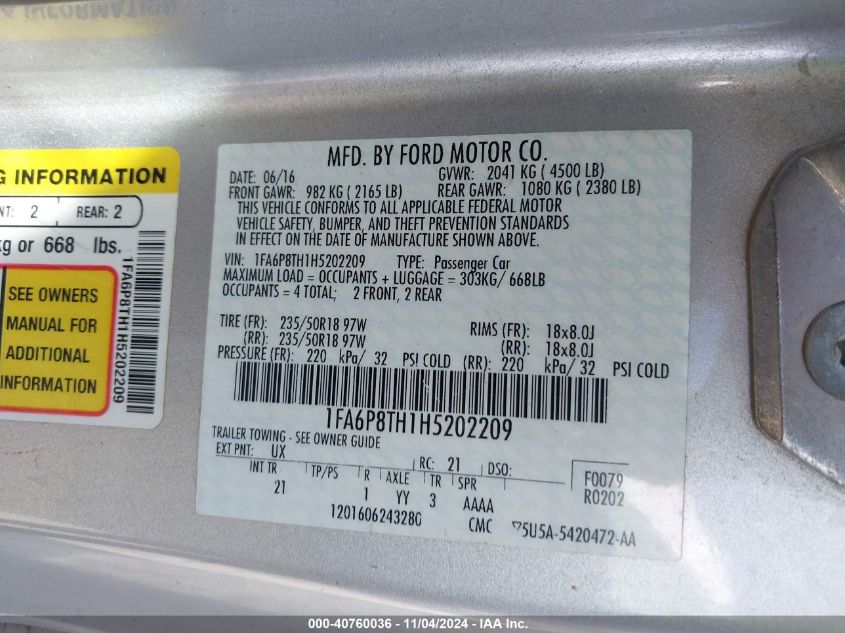 G INFORMATION
NT: 2 REAR: 2
kg or 668 lbs.
SEE OWNERS
MANUAL FOR
ADDITIONAL
INFORMATION
1FA6P8TH1H5202209
MFD. BY FORD MOTOR CO.
DATE: 06/16 GVWR: 2041 KG ( 4500 LB)
FRONT GAWR: 982 KG ( 2165 LB) REAR GAWR: 1080 KG ( 2380 LB)
THIS VEHICLE CONFORMS TO ALL APPLICABLE FEDERAL MOTOR
VEHICLE SAFETY, BUMPER, AND THEFT PREVENTION STANDARDS
IN EFFECT ON THE DATE OF MANUFACTURE SHOWN ABOVE.
VIN: 1FA6P8TH1H5202209 TYPE: Passenger Car
MAXIMUM LOAD = OCCUPANTS + LUGGAGE = 303KG/ 668LB
OCCUPANTS = 4 TOTAL; 2 FRONT, 2 REAR
TIRE (FR): 235/50R18 97W RIMS (FR): 18x8.0J
(RR): 235/50R18 97W (RR): 18x8.0J
PRESSURE (FR): 220 kPa/ 32 PSI COLD (RR): 220 kPa/ 32 PSI COLD
1FA6P8TH1H5202209
TRAILER TOWING - SEE OWNER GUIDE
EXT PNT: UX RC: 21 DSO:
INT TR TP/PS R AXLE TR SPR
21 1 YY 3 AAAA
F0079
R0202
1201606243280 CMC 5U5A-5420472-AA
000-40760036 - 11/04/2024 - IAA Inc.